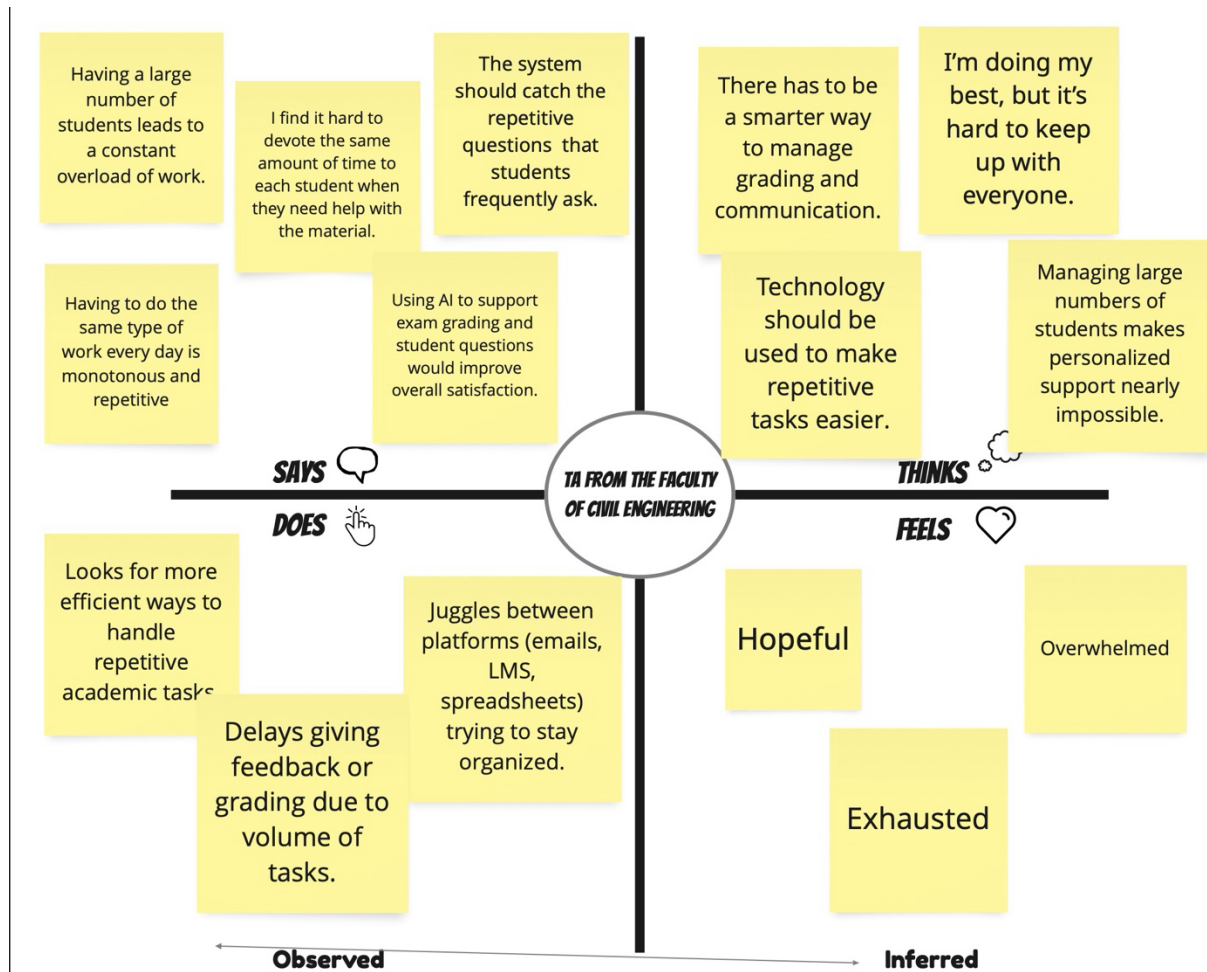 Having a large
number of
students leads to
a constant
overload of work.
I find it hard to
devote the same
amount of time to
each student when
they need help with
the material.
The system
should catch the
repetitive
questions that
students
frequently ask.
Having to do the
same type of
work every day is
monotonous and
repetitive
Using AI to support
exam grading and
student questions
would improve
overall satisfaction.
SAYS
There has to be
a smarter way
to manage
grading and
communication.
I'm doing my
best, but it's
hard to keep
up with
everyone.
Technology
should be
used to make
repetitive
tasks easier.
Managing large
numbers of
students makes
personalized
support nearly
impossible.
THINKS
TA FROM THE FACULTY
OF CIVIL ENGINEERING
DOES
Looks for more
efficient ways to
handle
repetitive
academic tasks
Delays giving
feedback or
grading due to
volume of
tasks.
Juggles between
platforms (emails,
LMS,
spreadsheets)
trying to stay
organized.
FEELS
Hopeful
Overwhelmed
Exhausted
Observed
Inferred